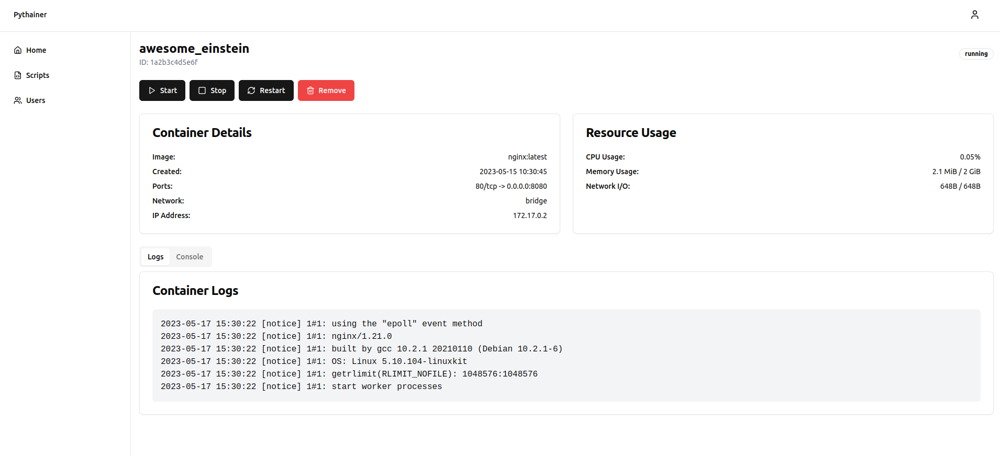 Pythainer
Home
Scripts
Users
awesome_einstein
ID: 1a2b3c4d5e6f
running
Start
Stop
Restart
Remove
Container Details
Image: nginx:latest
Created: 2023-05-15 10:30:45
Ports: 80/tcp -> 0.0.0.0:8080
Network: bridge
IP Address: 172.17.0.2
Resource Usage
CPU Usage: 0.05%
Memory Usage: 2.1 MiB / 2 GiB
Network I/O: 648B / 648B
Logs
Console
Container Logs
2023-05-17 15:30:22 [notice] 1#1: using the "epoll" event method
2023-05-17 15:30:22 [notice] 1#1: nginx/1.21.0
2023-05-17 15:30:22 [notice] 1#1: built by gcc 10.2.1 20210110 (Debian 10.2.1-6)
2023-05-17 15:30:22 [notice] 1#1: OS: Linux 5.10.104-linuxkit
2023-05-17 15:30:22 [notice] 1#1: getrlimit(RLIMIT_NOFILE): 1048576:1048576
2023-05-17 15:30:22 [notice] 1#1: start worker processes